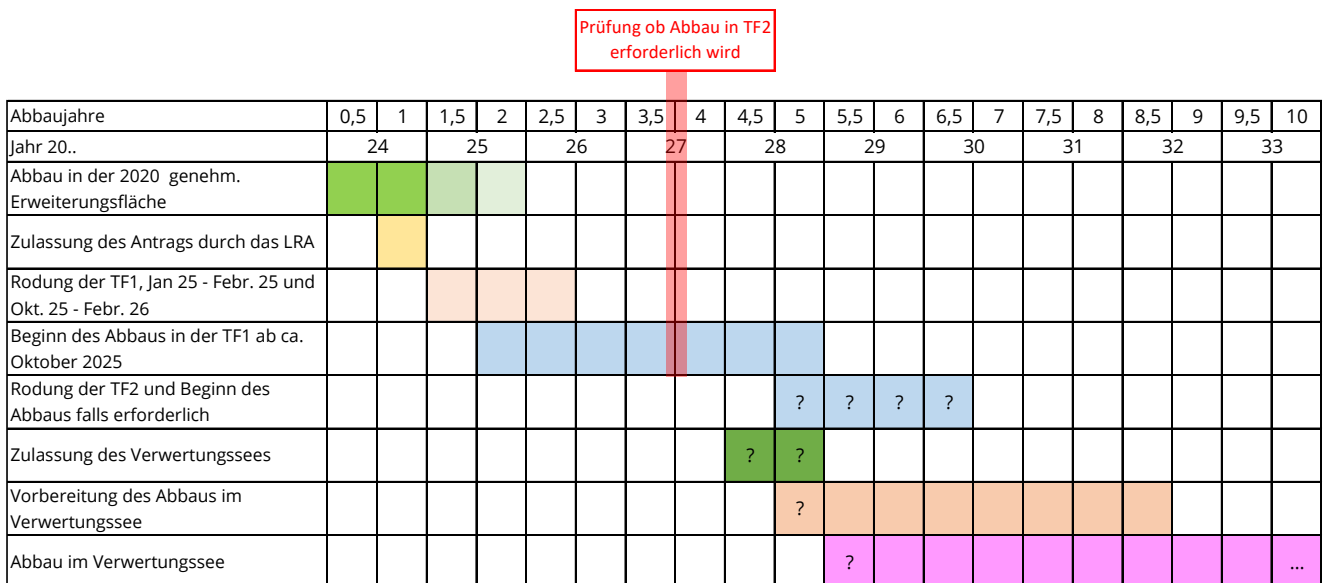 Prüfung ob Abbau in TF2
erforderlich wird
Abbaujahre 0,5 1 1,5 2 2,5 3 3,5 4 4,5 5 5,5 6 6,5 7 7,5 8 8,5 9 9,5 10
Jahr 20.. 24 25 26 27 28 29 30 31 32 33
Abbau in der 2020 genehm.
Erweiterungsfläche
Zulassung des Antrags durch das LRA
Rodung der TF1, Jan 25 - Febr. 25 und
Okt. 25 - Febr. 26
Beginn des Abbaus in der TF1 ab ca.
Oktober 2025
Rodung der TF2 und Beginn des
Abbaus falls erforderlich ? ? ? ?
Zulassung des Verwertungssees ? ?
Vorbereitung des Abbaus im
Verwertungssee ?
Abbau im Verwertungssee ? ...